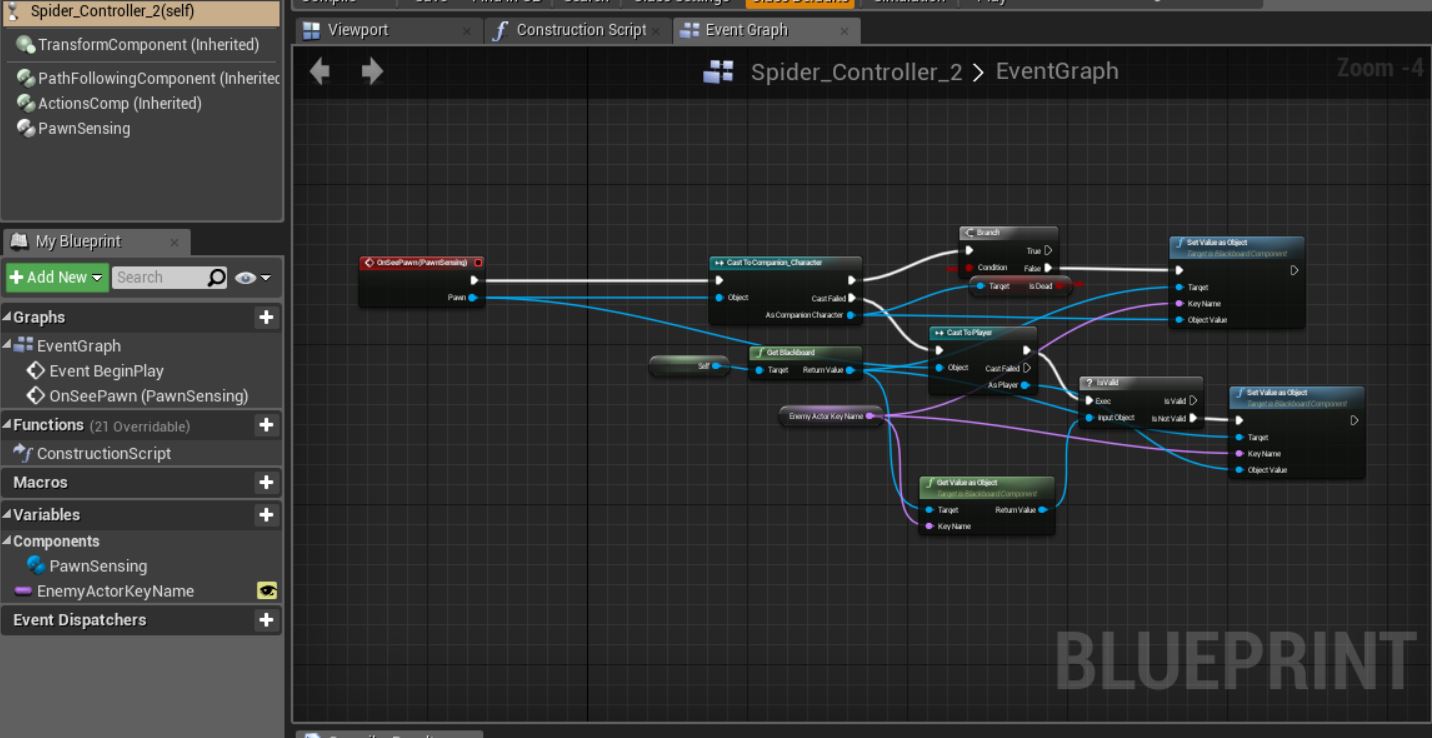 Spider_Controller_2(self)
TransformComponent (Inherited)
PathFollowingComponent (Inherited
ActionsComp (Inherited)
PawnSensing
My Blueprint
Add New
Search
Graphs
EventGraph
Event BeginPlay
OnSeePawn (PawnSensing)
Functions (21 Overridable)
ConstructionScript
Macros
Variables
Components
PawnSensing
EnemyActorKeyName
Event Dispatchers
Viewport
Construction Script
Event Graph
Spider_Controller_2 > EventGraph
Zoom -4
OnSeePawn (PawnSensing)
Pawn
Cast To Companion_Character
Object
Cast Failed
As Companion Character
Branch
True
Condition
False
Target
Is Dead
Set Value as Object
Target is Blackboard Component
Target
Key Name
Object Value
Self
Get Blackboard
Target
Return Value
Cast To Player
Object
Cast Failed
As Player
Enemy Actor Key Name
? IsValid
Exec
Is Valid
Input Object
Is Not Valid
Set Value as Object
Target is Blackboard Component
Target
Key Name
Object Value
Get Value as Object
Target is Blackboard Component
Target
Return Value
Key Name
BLUEPRINT